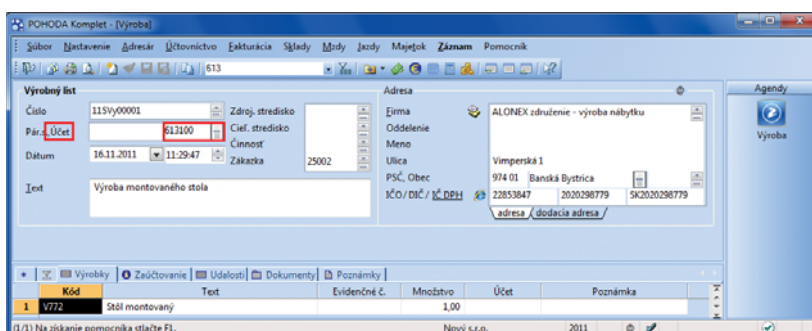 POHODA Komplet - [Výroba]
Súbor Nastavenie Adresár Účtovníctvo Fakturácia Sklady Mzdy Jazdy Majetok Záznam Pomocník
613
Výrobný list
Číslo 11SVy00001
Pár.s., Účet 613100
Dátum 16.11.2011 11:29:47
Text Výroba montovaného stola
Zdroj. stredisko
Cieľ. stredisko
Činnosť
Zákazka 25002
Adresa
Firma ALONEX združenie - výroba nábytku
Oddelenie
Meno
Ulica Vimperská 1
PSČ, Obec 974 01 Banská Bystrica
IČO/ DIČ / IČ DPH 22853847 2020298779 SK2020298779
adresa dodacia adresa
Agendy
Výroba
Výrobky Zaúčtovanie Udalosti Dokumenty Poznámky
Kód Text Evidenčné č. Množstvo Účet Poznámka
1 V772 Stôl montovaný 1,00
(1/1) Na získanie pomocníka stlačte F1. Nový s.r.o. 2011